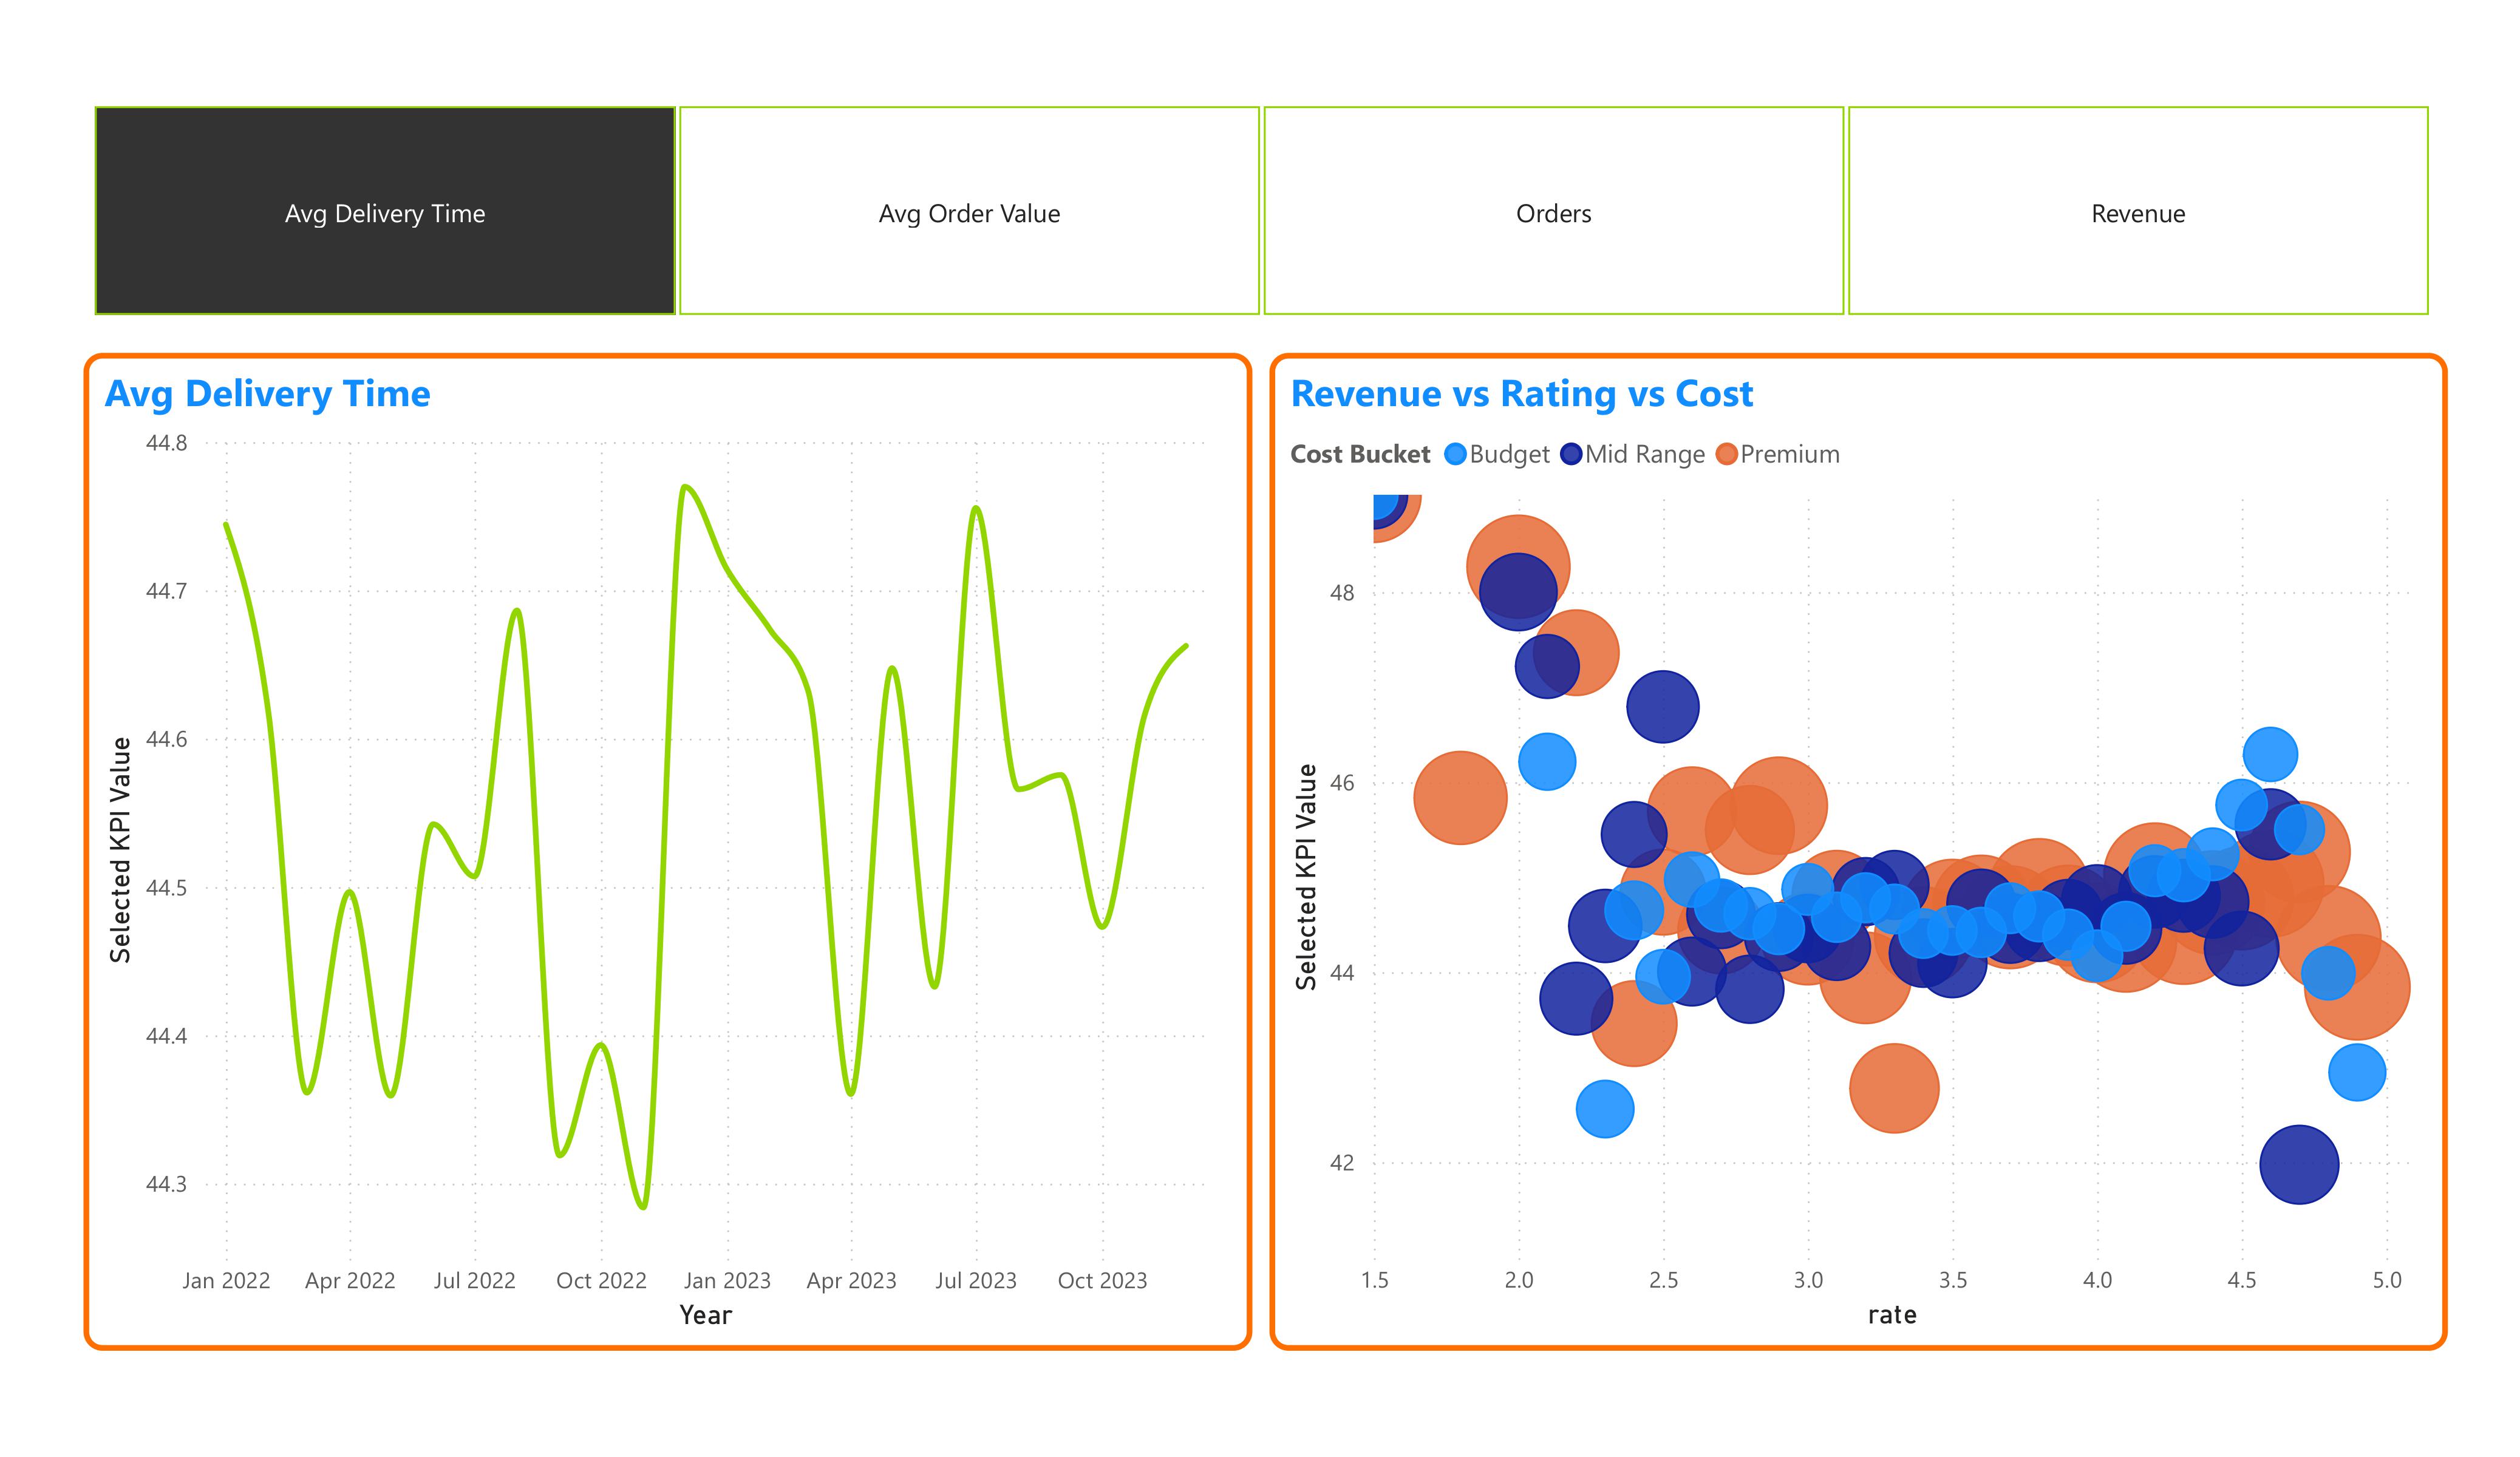 Avg Delivery Time
Avg Order Value
Orders
Revenue
Avg Delivery Time
Selected KPI Value
44.8
44.7
44.6
44.5
44.4
44.3
Jan 2022 Apr 2022 Jul 2022 Oct 2022 Jan 2023 Apr 2023 Jul 2023 Oct 2023
Year
Revenue vs Rating vs Cost
Cost Bucket Budget Mid Range Premium
Selected KPI Value
48
46
44
42
1.5 2.0 2.5 3.0 3.5 4.0 4.5 5.0
rate